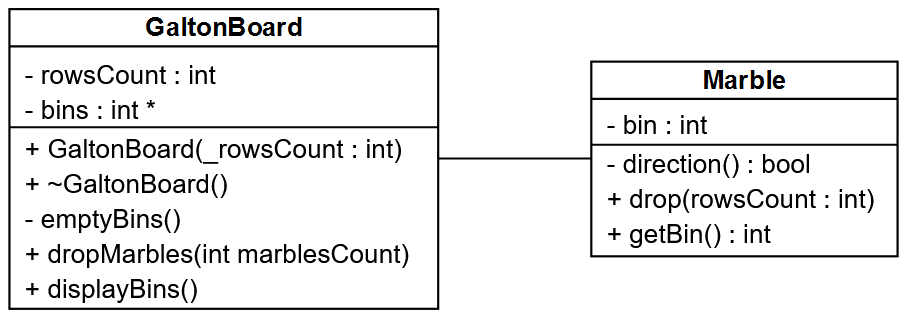 GaltonBoard
- rowsCount : int
- bins : int *
+ GaltonBoard(_rowsCount : int)
+ ~GaltonBoard()
- emptyBins()
+ dropMarbles(int marblesCount)
+ displayBins()
Marble
- bin : int
- direction() : bool
+ drop(rowsCount : int)
+ getBin() : int